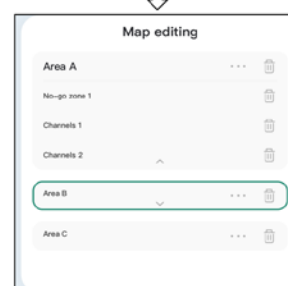 Map editing
Area A
No-go zone 1
Channels 1
Channels 2
Area B
Area C